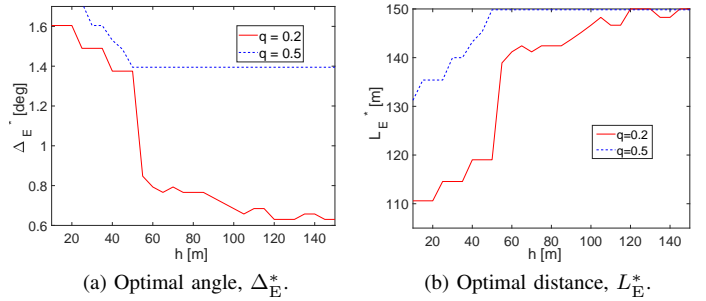 1.6
1.4
1.2
1
0.8
0.6
Δ_E^* [deg]
q = 0.2
q = 0.5
20 40 60 80 100 120 140
h [m]
(a) Optimal angle, Δ_E^*.
150
140
130
120
110
L_E^* [m]
q=0.2
q=0.5
20 40 60 80 100 120 140
h [m]
(b) Optimal distance, L_E^*.